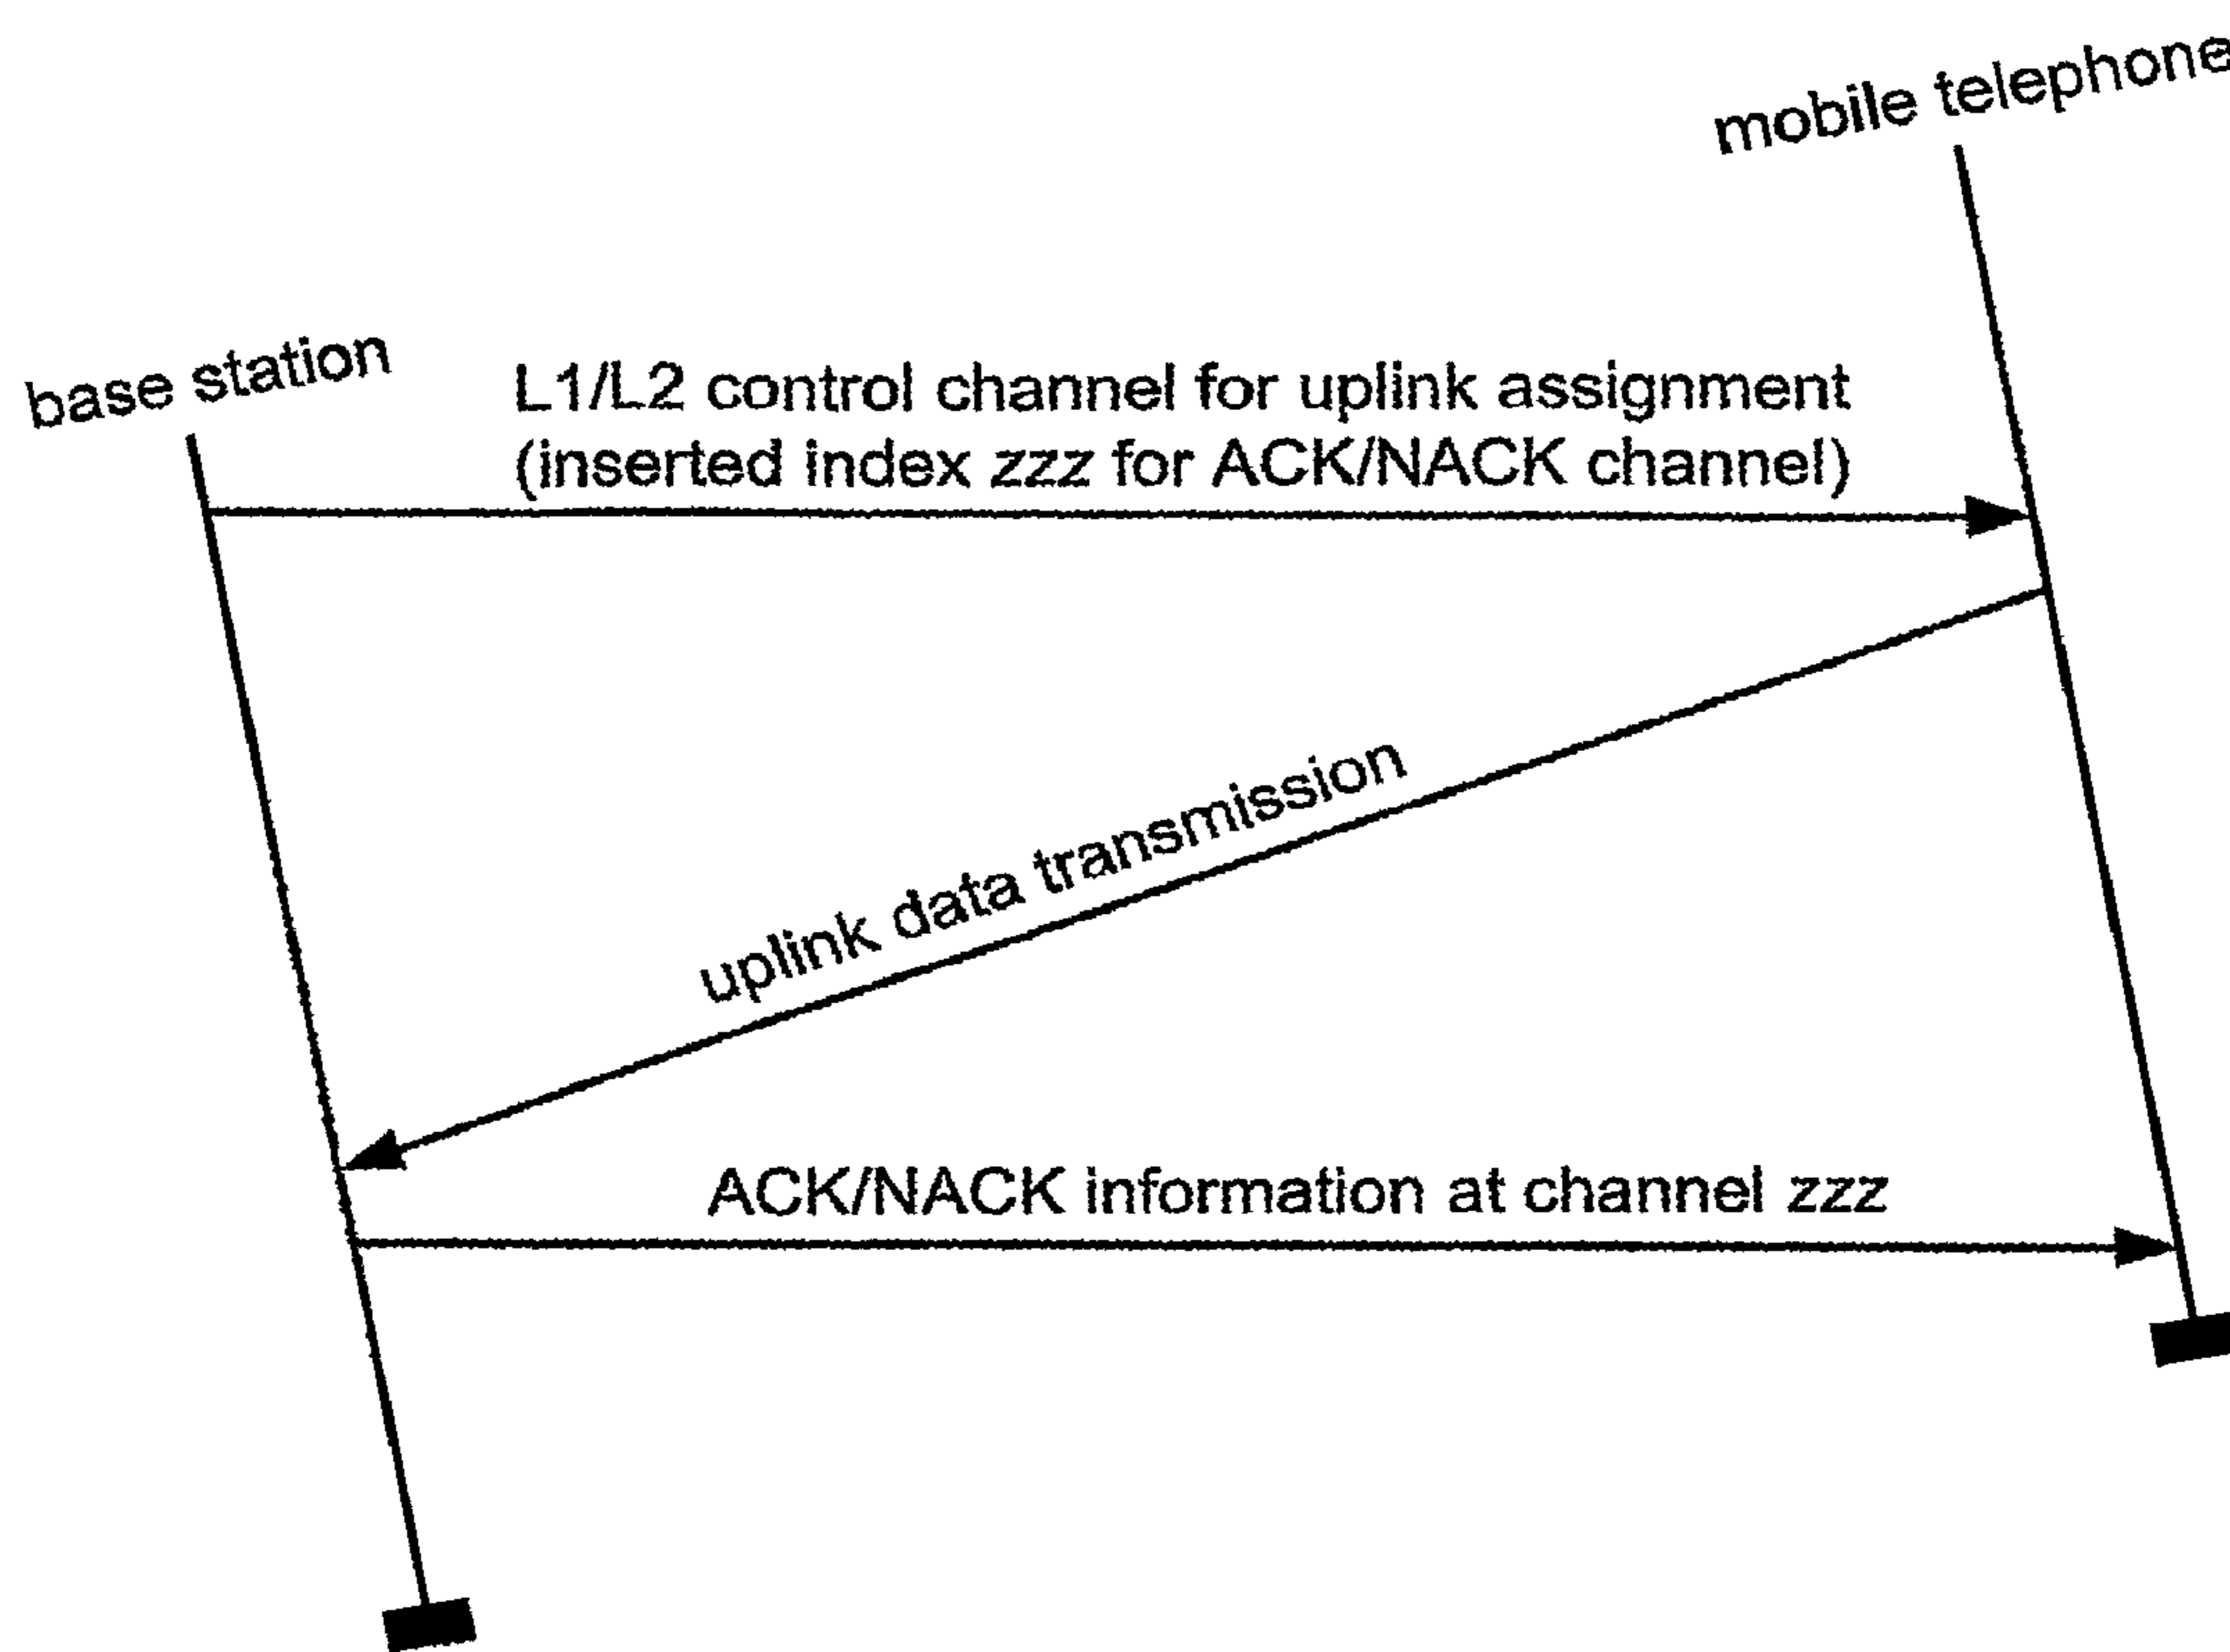 mobile telephone
base station
L1/L2 control channel for uplink assignment
(inserted index zzz for ACK/NACK channel)
uplink data transmission
ACK/NACK information at channel zzz